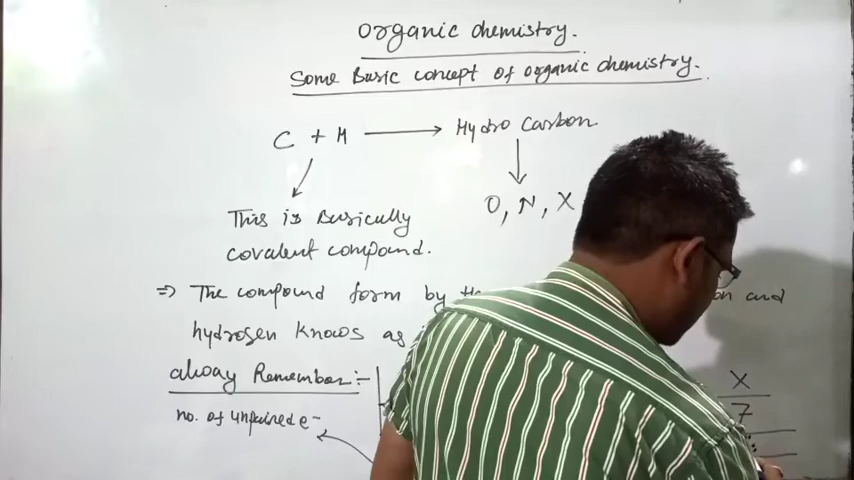 Organic chemistry.
Some Basic concept of organic chemistry.
C + H ⟶ Hydro Carbon
O, N, X
This is Basically
covalent compound.
⇒ The compound form by and
hydrogen Knows as
alway Remember:-
X
no. of unpaired e-
7